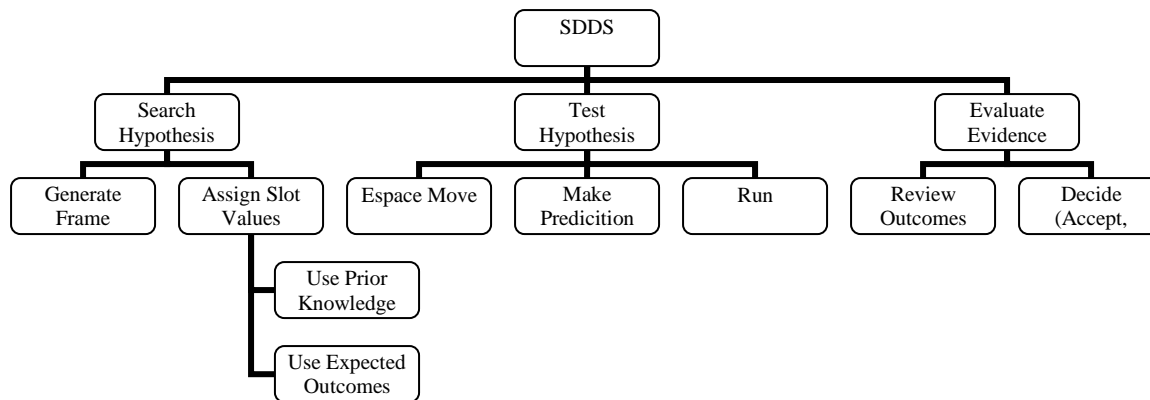 SDDS
Search
Hypothesis
Test
Hypothesis
Evaluate
Evidence
Generate
Frame
Assign Slot
Values
Espace Move
Make
Predicition
Run
Review
Outcomes
Decide
(Accept,
Use Prior
Knowledge
Use Expected
Outcomes